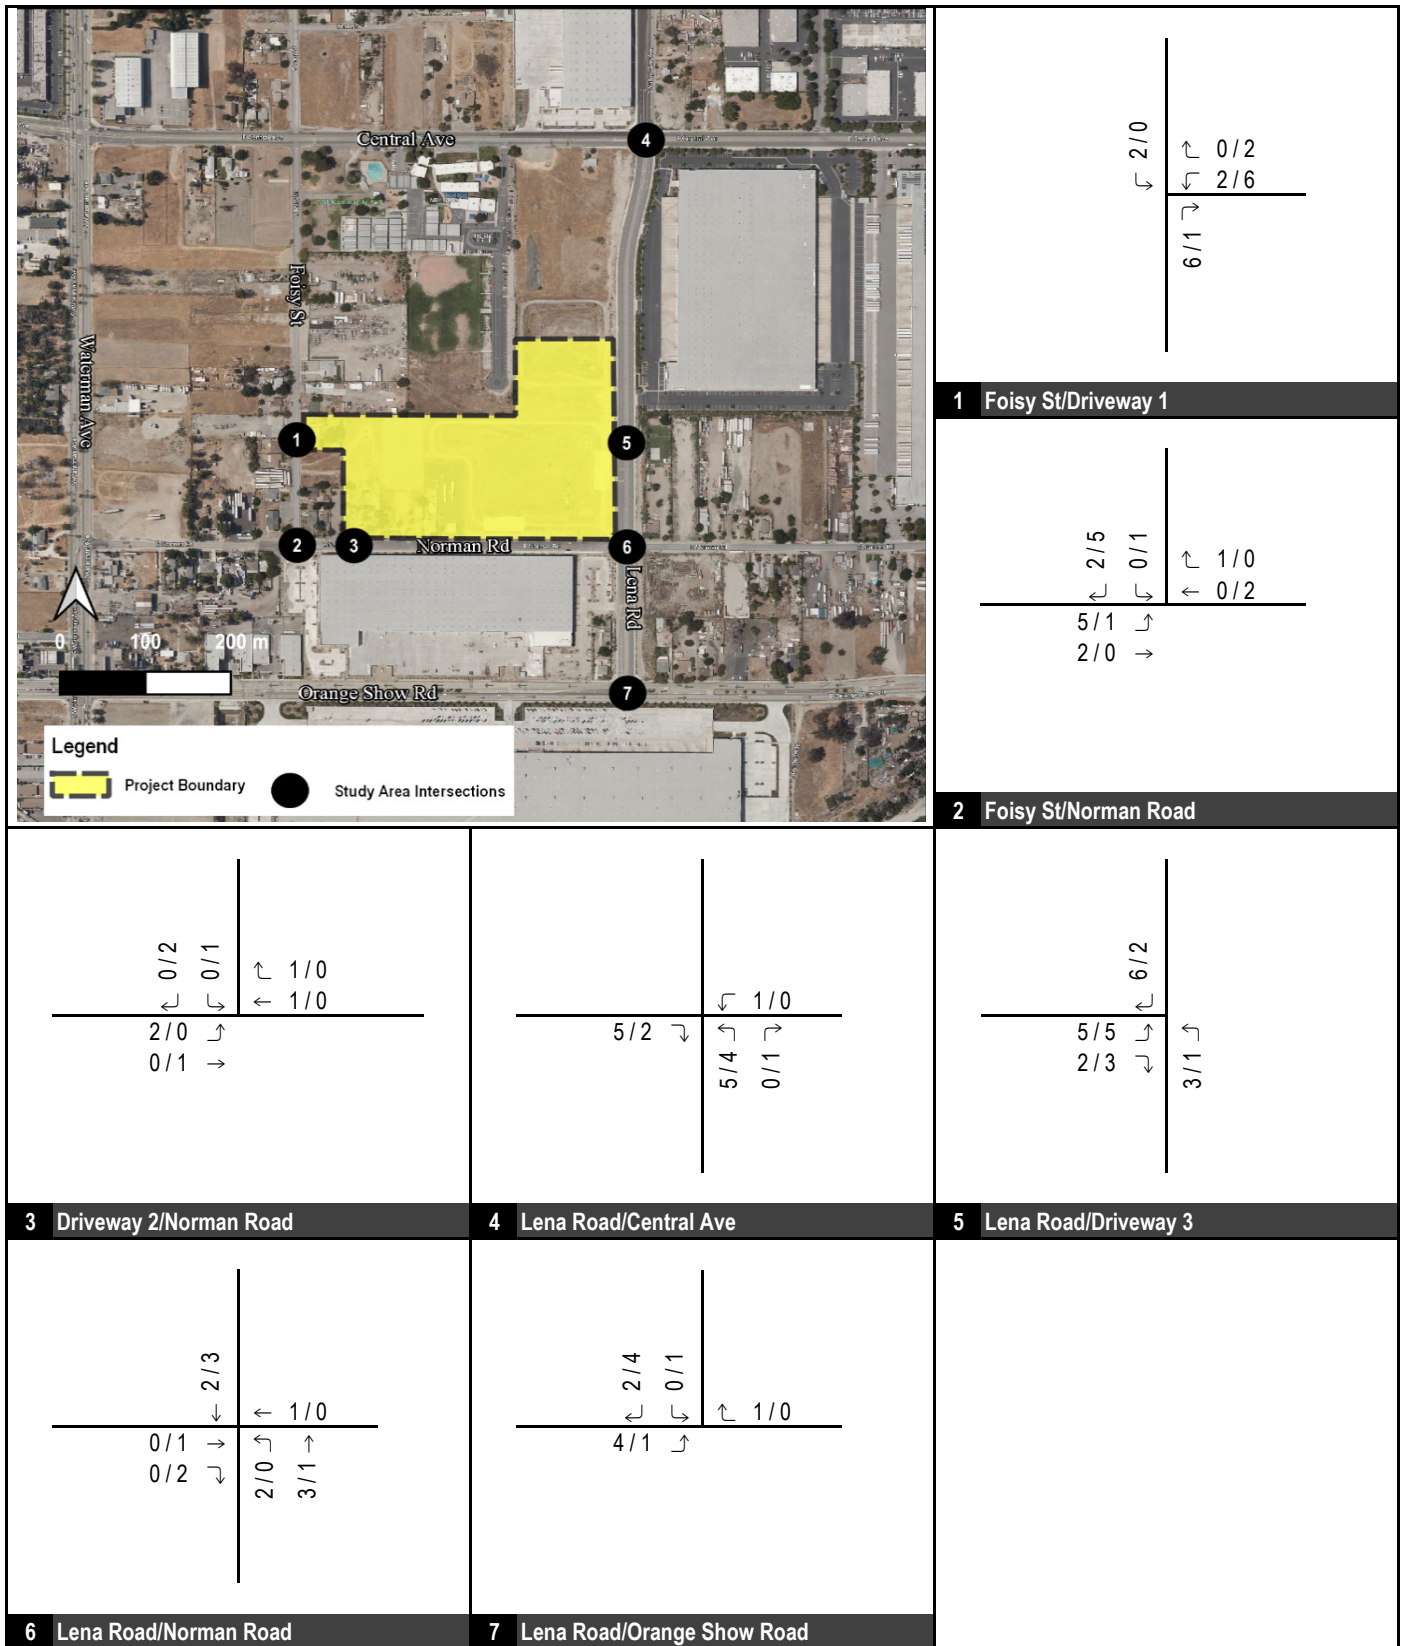 Central Ave
4
Foisy St
Waterman Ave
1
5
2
3
Norman Rd
6
Lena Rd
0 100 200 m
Orange Show Rd
7
Legend
Project Boundary
Study Area Intersections
2 / 0
0 / 2
2 / 6
6 / 1
1 Foisy St/Driveway 1
2 / 5
0 / 1
1 / 0
0 / 2
5 / 1
2 / 0
2 Foisy St/Norman Road
0 / 2
0 / 1
1 / 0
1 / 0
2 / 0
0 / 1
3 Driveway 2/Norman Road
1 / 0
5 / 2
5 / 4
0 / 1
4 Lena Road/Central Ave
6 / 2
5 / 5
2 / 3
3 / 1
5 Lena Road/Driveway 3
2 / 3
1 / 0
0 / 1
0 / 2
2 / 0
3 / 1
6 Lena Road/Norman Road
2 / 4
0 / 1
1 / 0
4 / 1
7 Lena Road/Orange Show Road